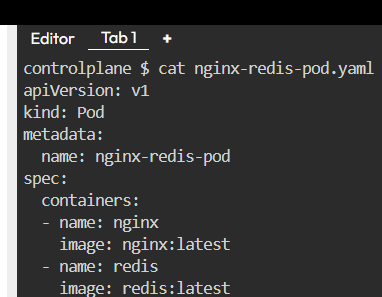 Editor Tab 1 +
controlplane $ cat nginx-redis-pod.yaml
apiVersion: v1
kind: Pod
metadata:
  name: nginx-redis-pod
spec:
  containers:
  - name: nginx
    image: nginx:latest
  - name: redis
    image: redis:latest